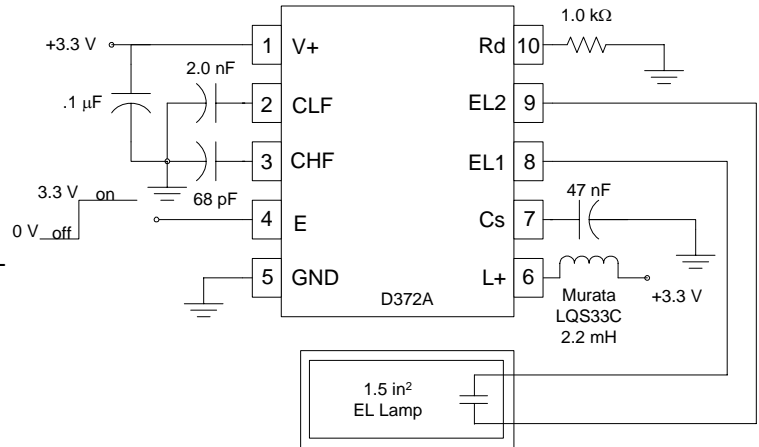 1.0 kΩ
+3.3 V
1 V+
Rd 10
2.0 nF
.1 µF
2 CLF
EL2 9
3 CHF
EL1 8
68 pF
3.3 V on
0 V off
4 E
47 nF
Cs 7
5 GND
L+ 6
D372A
Murata
LQS33C
2.2 mH
+3.3 V
1.5 in²
EL Lamp